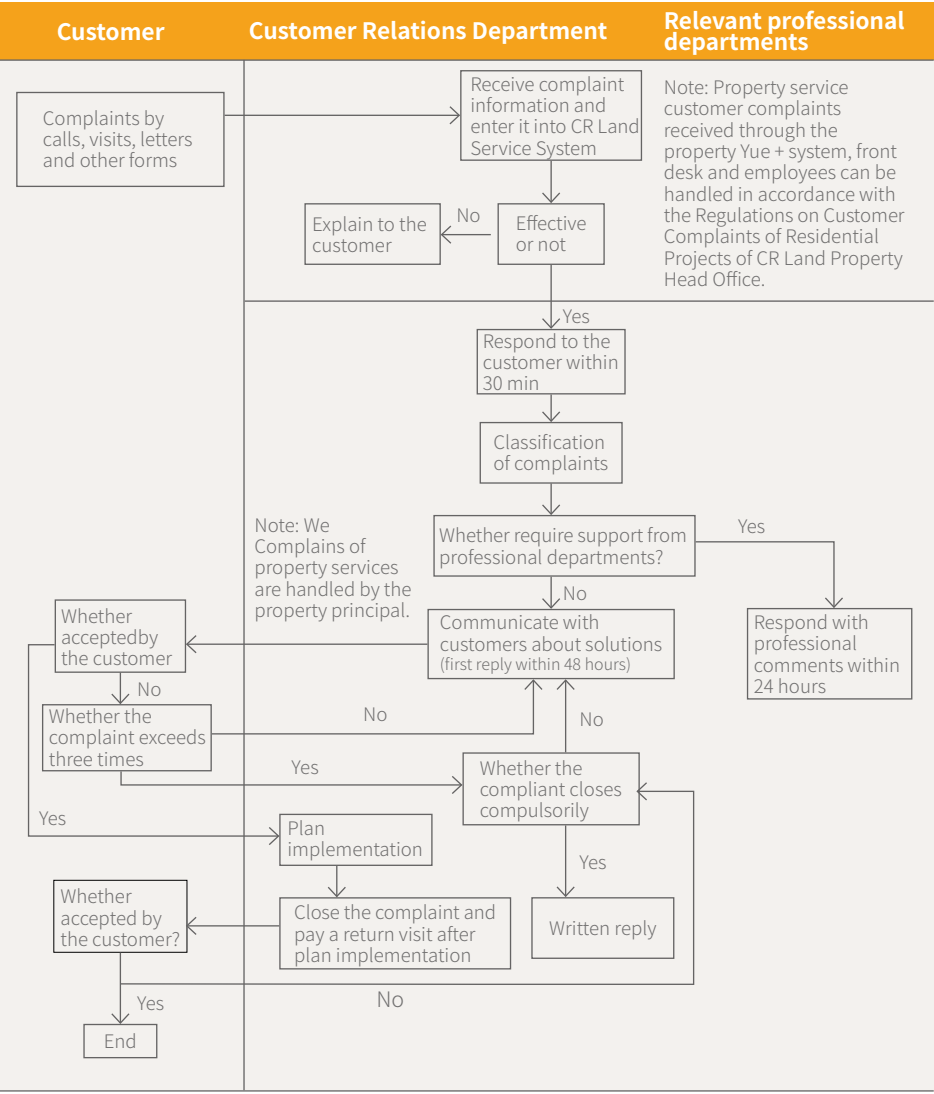 Customer
Customer Relations Department
Relevant professional
departments
Complaints by
calls, visits, letters
and other forms
Receive complaint
information and
enter it into CR Land
Service System
Note: Property service
customer complaints
received through the
property Yue + system, front
desk and employees can be
handled in accordance with
the Regulations on Customer
Complaints of Residential
Projects of CR Land Property
Head Office.
Explain to the
customer
No
Effective
or not
Yes
Respond to the
customer within
30 min
Classification
of complaints
Note: We
Complains of
property services
are handled by the
property principal.
Whether require support from
professional departments?
Yes
No
Whether
acceptedby
the customer
Communicate with
customers about solutions
(first reply within 48 hours)
Respond with
professional
comments within
24 hours
No
Whether the
complaint exceeds
three times
No
No
Yes
Whether the
compliant closes
compulsorily
Yes
Plan
implementation
Yes
Whether
accepted by
the customer?
Close the complaint and
pay a return visit after
plan implementation
Written reply
No
Yes
End